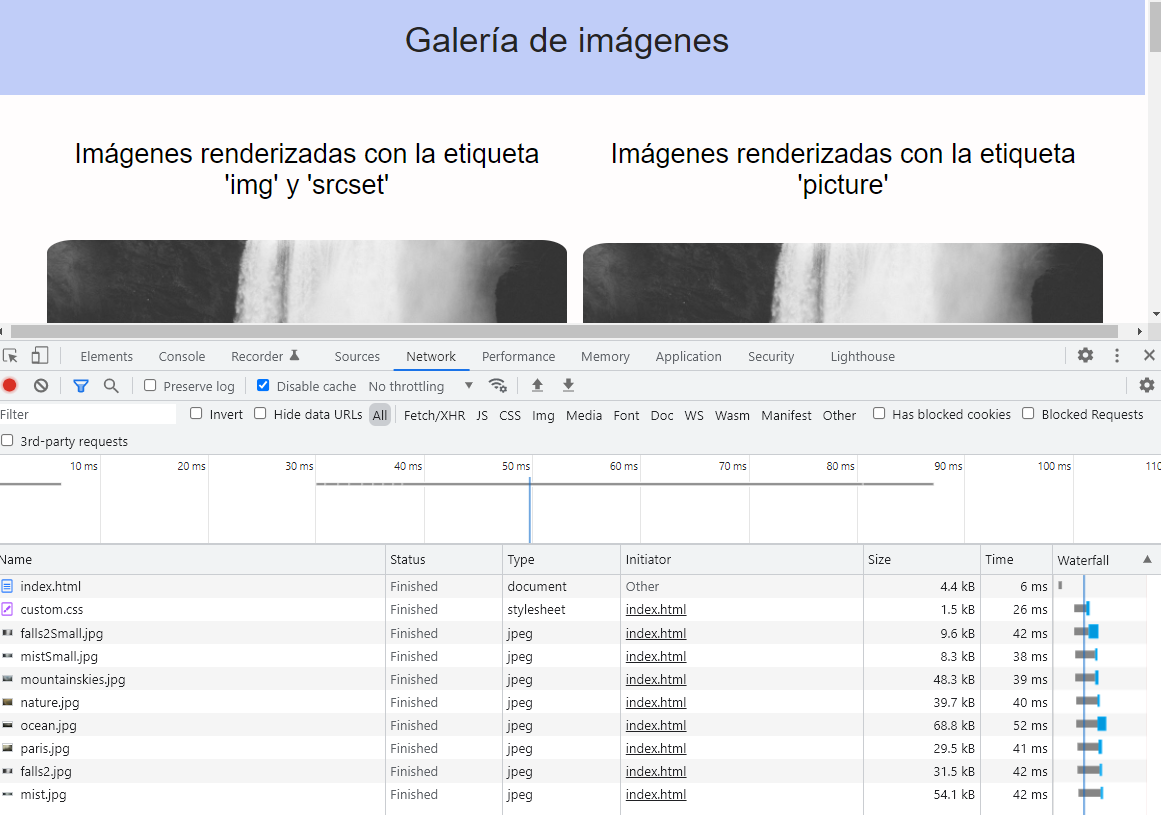 Galería de imágenes
Imágenes renderizadas con la etiqueta
'img' y 'srcset'
Imágenes renderizadas con la etiqueta
'picture'
Elements Console Recorder Sources Network Performance Memory Application Security Lighthouse
Preserve log Disable cache No throttling
Filter Invert Hide data URLs All Fetch/XHR JS CSS Img Media Font Doc WS Wasm Manifest Other Has blocked cookies Blocked Requests
3rd-party requests
10 ms 20 ms 30 ms 40 ms 50 ms 60 ms 70 ms 80 ms 90 ms 100 ms 110
Name Status Type Initiator Size Time Waterfall
index.html Finished document Other 4.4 kB 6 ms
custom.css Finished stylesheet index.html 1.5 kB 26 ms
falls2Small.jpg Finished jpeg index.html 9.6 kB 42 ms
mistSmall.jpg Finished jpeg index.html 8.3 kB 38 ms
mountainskies.jpg Finished jpeg index.html 48.3 kB 39 ms
nature.jpg Finished jpeg index.html 39.7 kB 40 ms
ocean.jpg Finished jpeg index.html 68.8 kB 52 ms
paris.jpg Finished jpeg index.html 29.5 kB 41 ms
falls2.jpg Finished jpeg index.html 31.5 kB 42 ms
mist.jpg Finished jpeg index.html 54.1 kB 42 ms